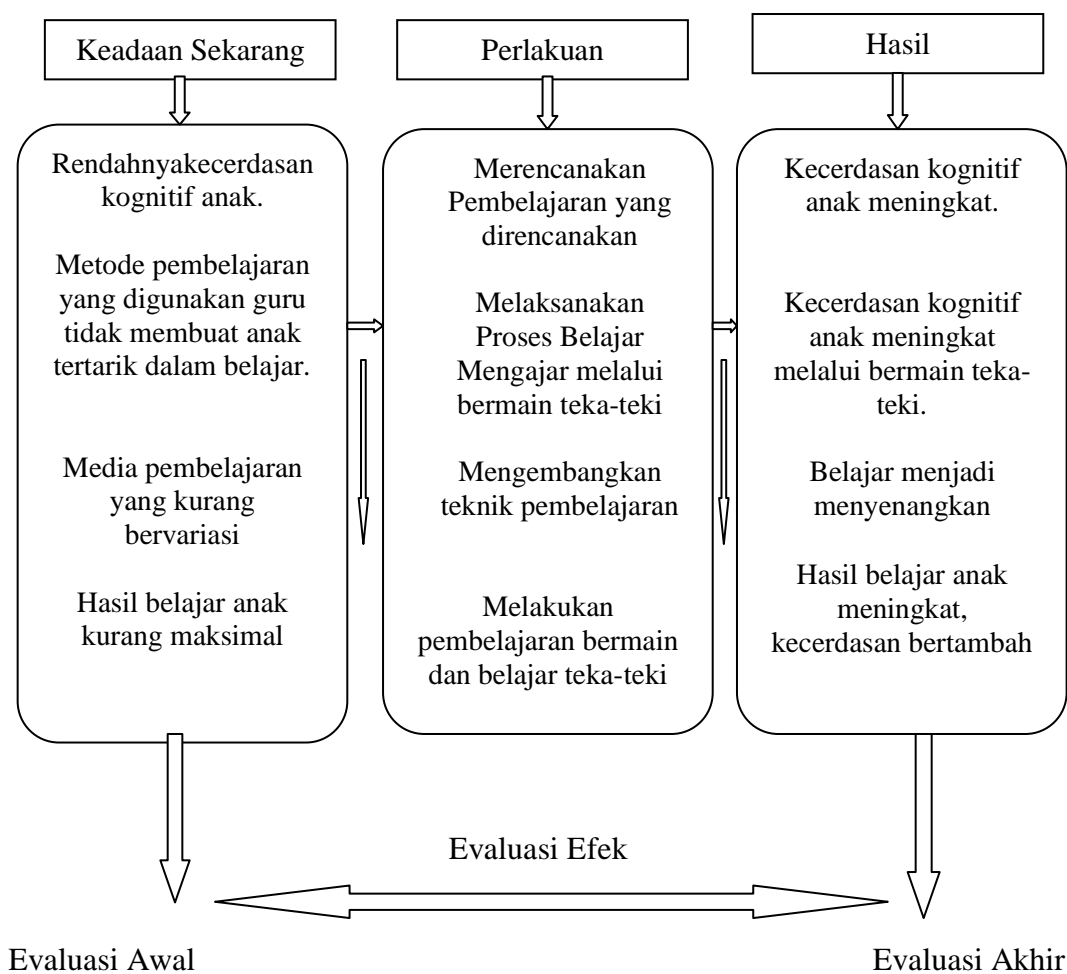 Keadaan Sekarang
Perlakuan
Hasil
Rendahnyakecerdasan
kognitif anak.
Metode pembelajaran
yang digunakan guru
tidak membuat anak
tertarik dalam belajar.
Media pembelajaran
yang kurang
bervariasi
Hasil belajar anak
kurang maksimal
Merencanakan
Pembelajaran yang
direncanakan
Melaksanakan
Proses Belajar
Mengajar melalui
bermain teka-teki
Mengembangkan
teknik pembelajaran
Melakukan
pembelajaran bermain
dan belajar teka-teki
Kecerdasan kognitif
anak meningkat.
Kecerdasan kognitif
anak meningkat
melalui bermain teka-
teki.
Belajar menjadi
menyenangkan
Hasil belajar anak
meningkat,
kecerdasan bertambah
Evaluasi Efek
Evaluasi Awal
Evaluasi Akhir